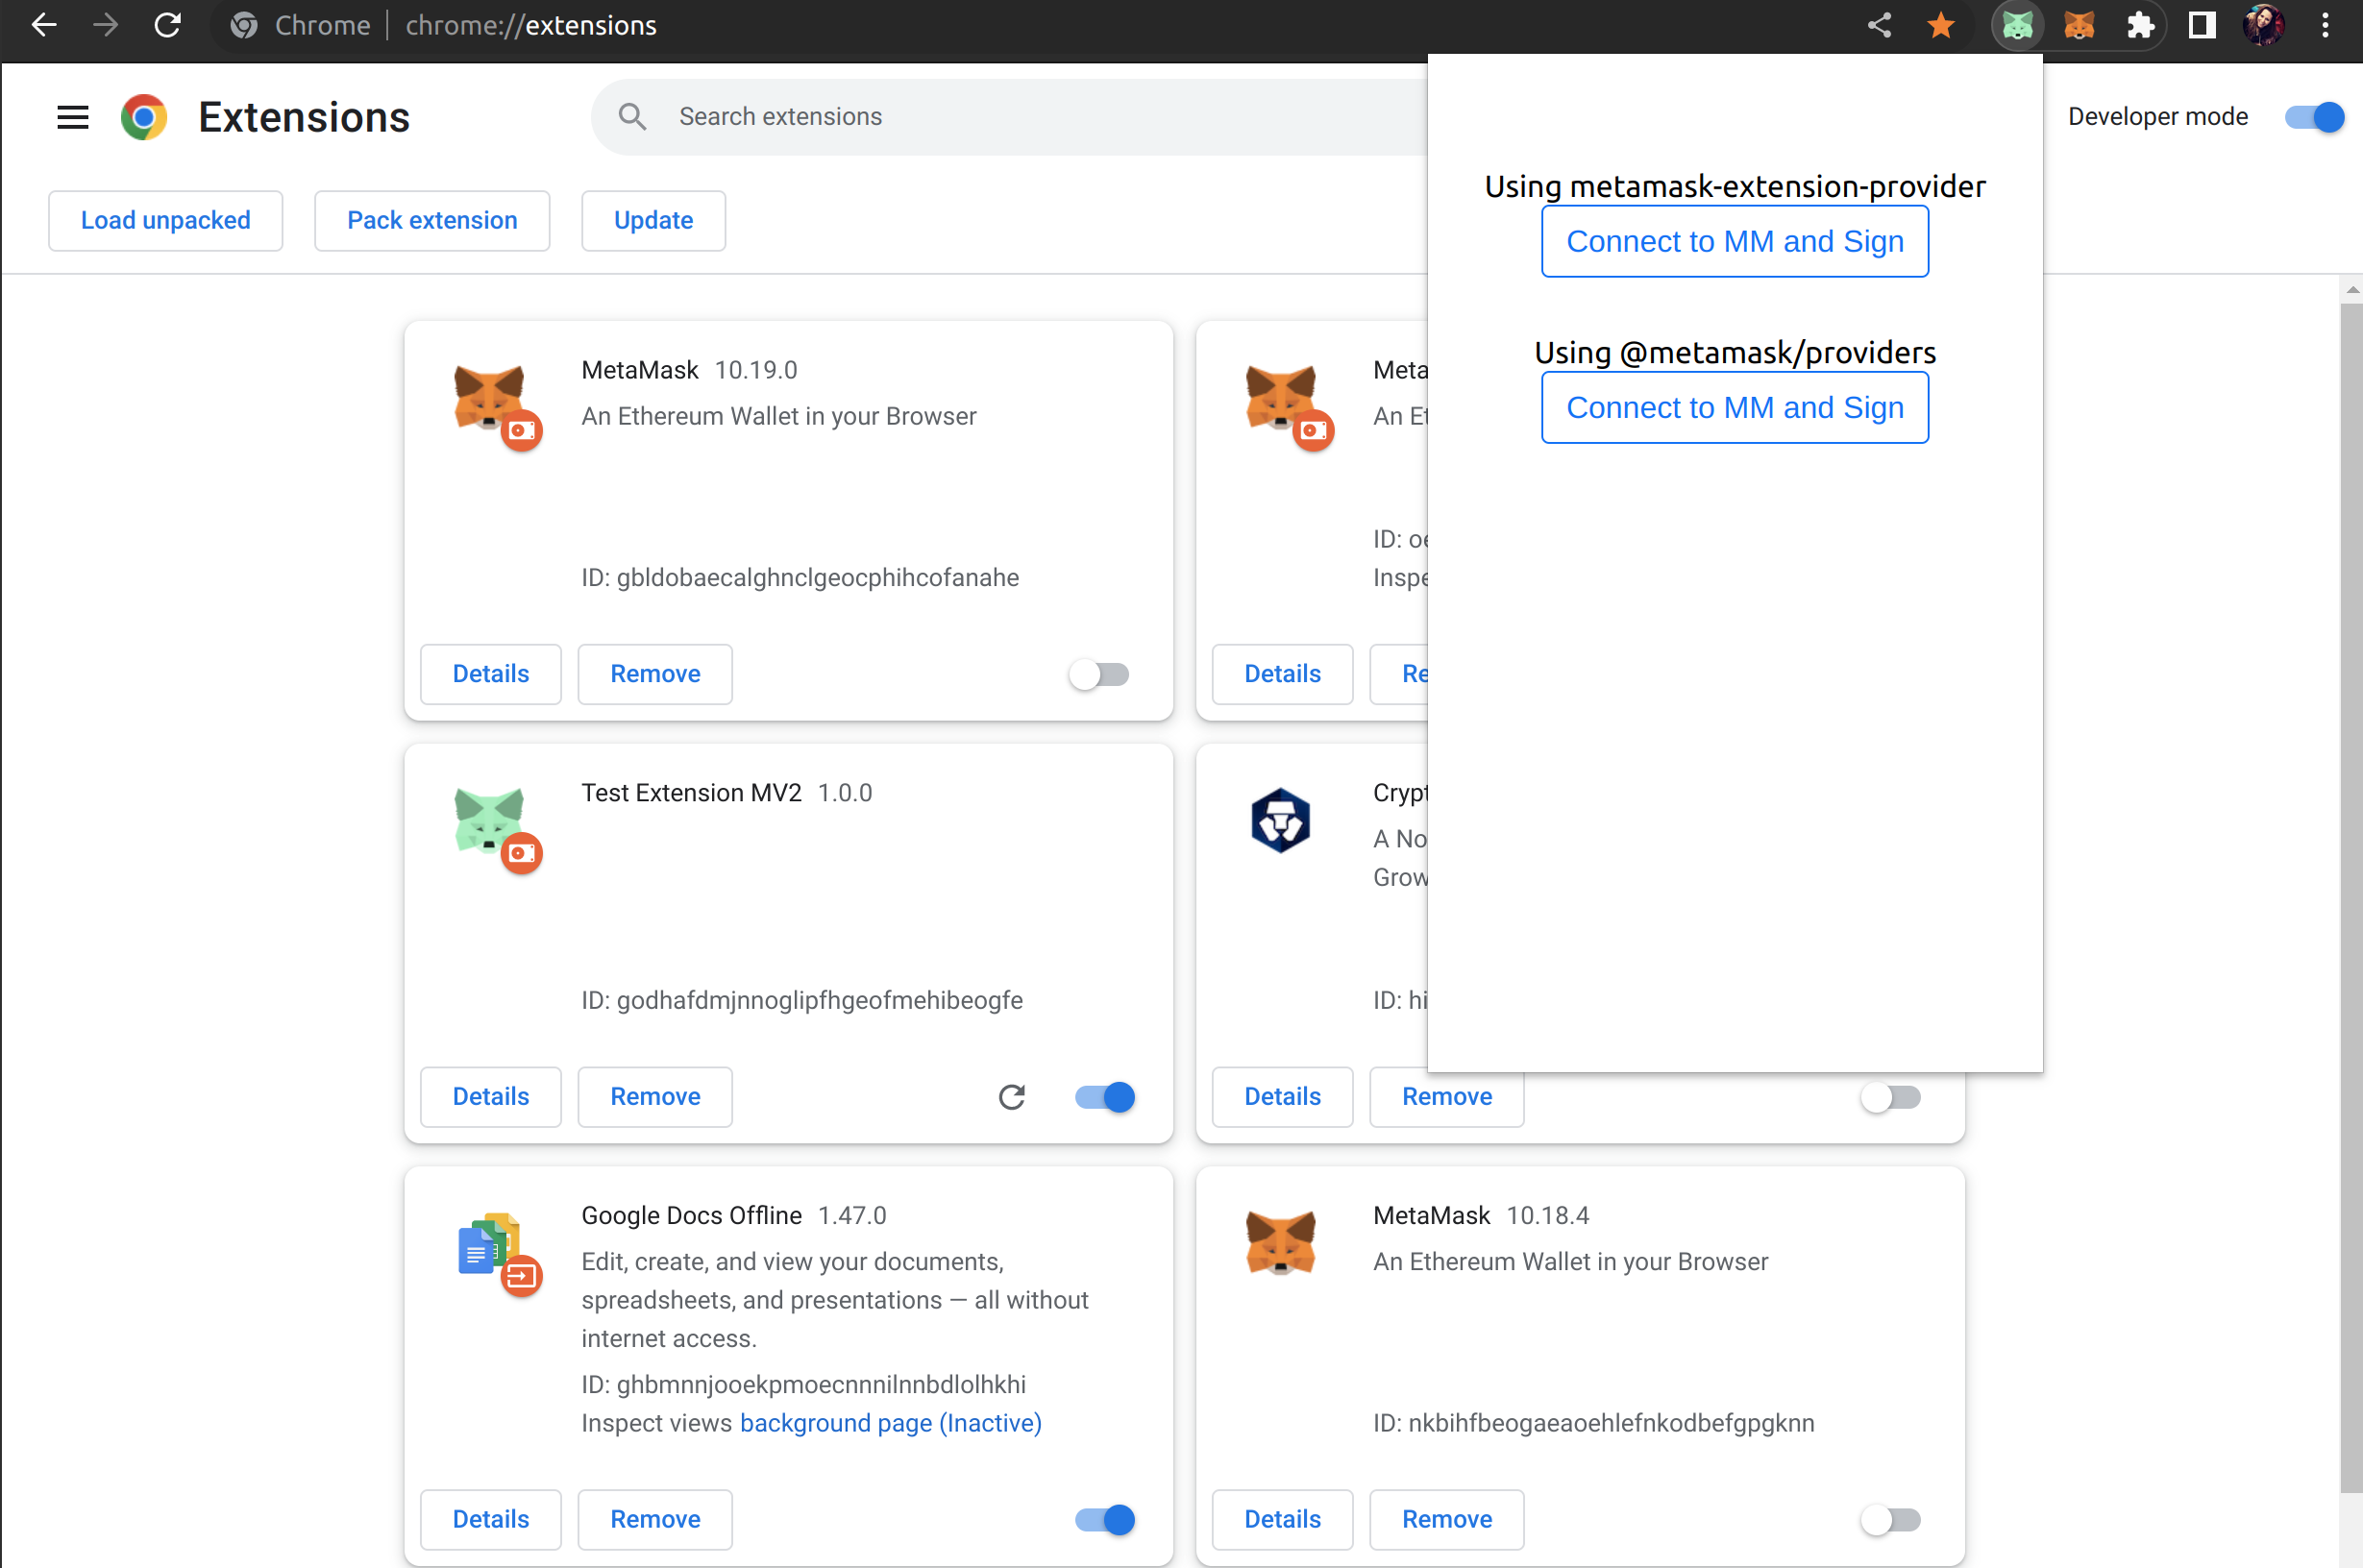 Chrome chrome://extensions
Extensions
Search extensions
Developer mode
Load unpacked
Pack extension
Update
Using metamask-extension-provider
Connect to MM and Sign
Using @metamask/providers
Connect to MM and Sign
MetaMask 10.19.0
An Ethereum Wallet in your Browser
ID: gbldobaecalghnclgeocphihcofanahe
Details
Remove
Meta
An Et
ID: oe
Inspe
Details
Re
Test Extension MV2 1.0.0
ID: godhafdmjnnoglipfhgeofmehibeogfe
Details
Remove
Crypt
A No
Grow
ID: hi
Details
Remove
Google Docs Offline 1.47.0
Edit, create, and view your documents,
spreadsheets, and presentations — all without
internet access.
ID: ghbmnnjooekpmoecnnnilnnbdlolhkhi
Inspect views background page (Inactive)
Details
Remove
MetaMask 10.18.4
An Ethereum Wallet in your Browser
ID: nkbihfbeogaeaoehlefnkodbefgpgknn
Details
Remove